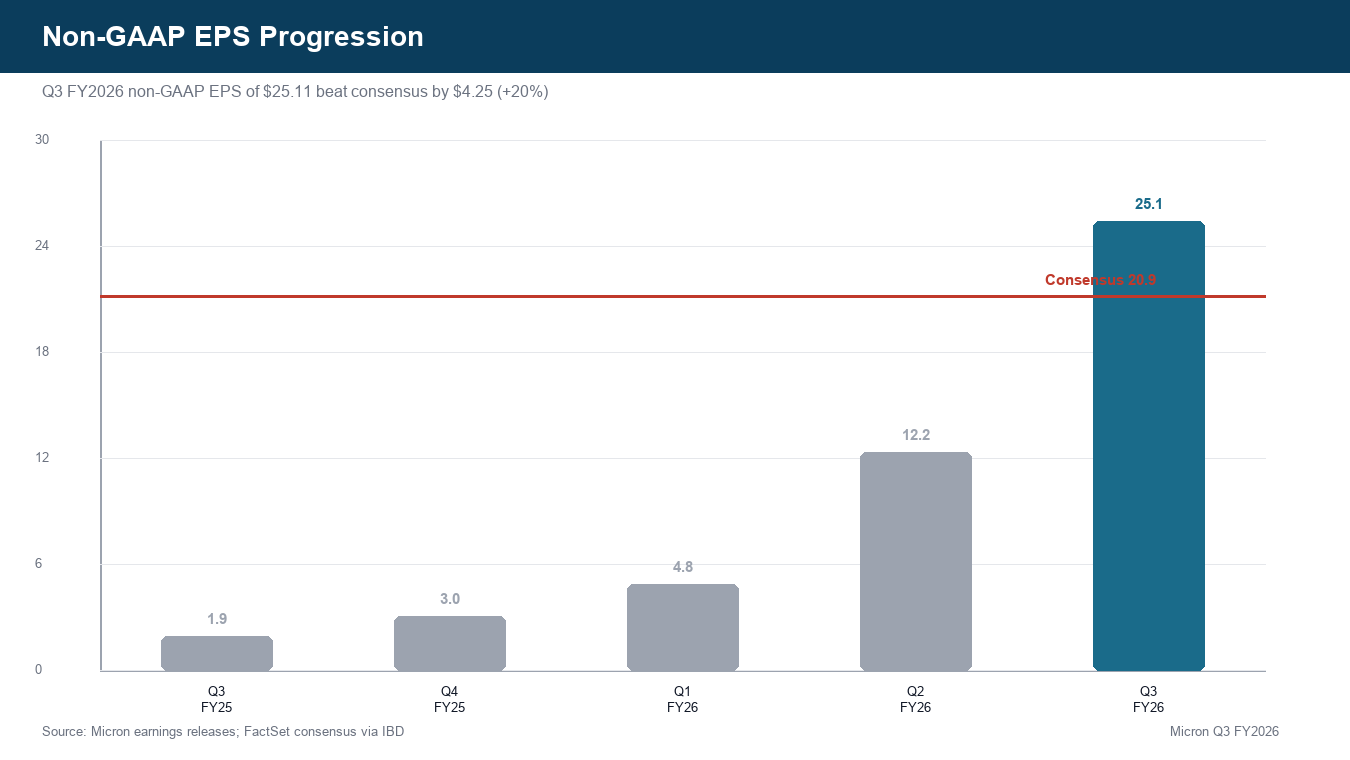 Non-GAAP EPS Progression
Q3 FY2026 non-GAAP EPS of $25.11 beat consensus by $4.25 (+20%)
30
24
18
12
6
0
1.9
3.0
4.8
12.2
25.1
Consensus 20.9
Q3
FY25
Q4
FY25
Q1
FY26
Q2
FY26
Q3
FY26
Source: Micron earnings releases; FactSet consensus via IBD
Micron Q3 FY2026